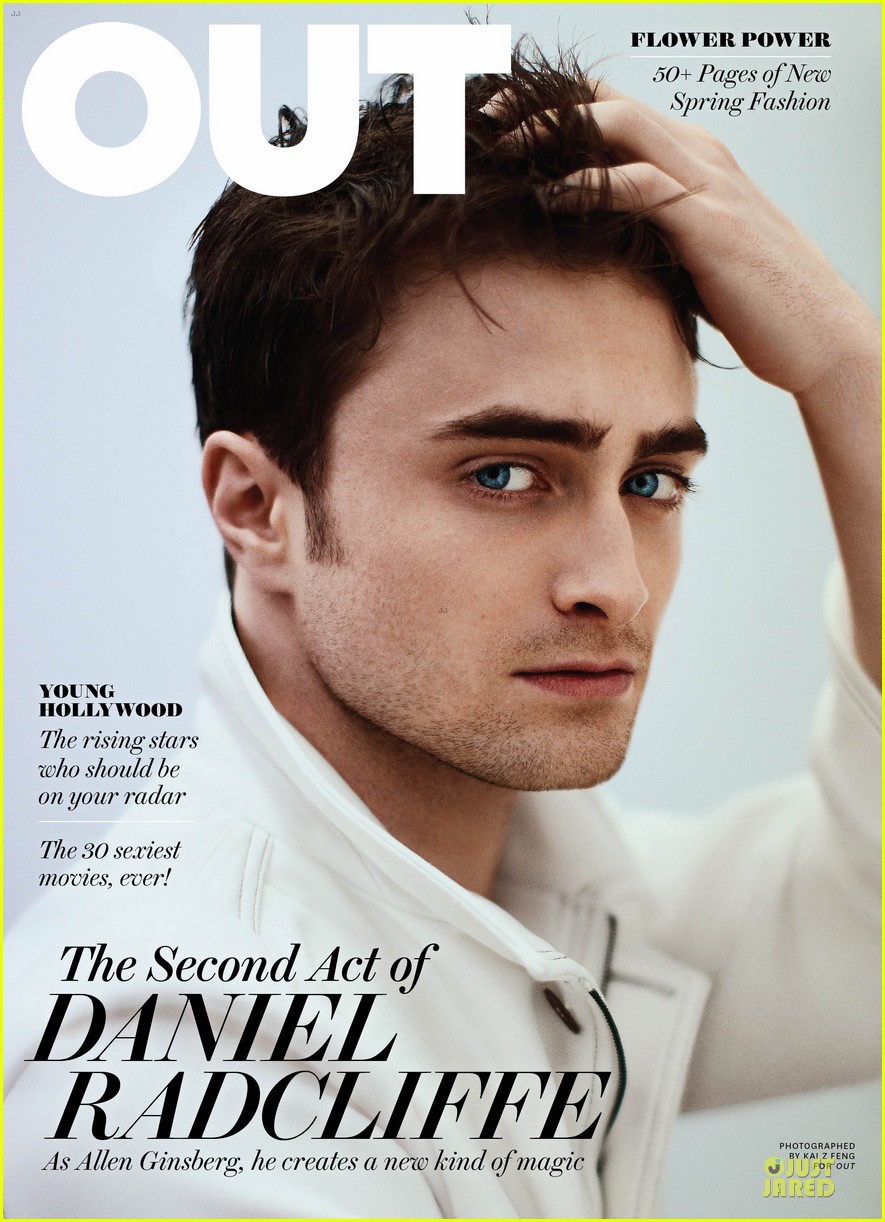 OUT
FLOWER POWER
50+ Pages of New
Spring Fashion
YOUNG
HOLLYWOOD
The rising stars
who should be
on your radar
The 30 sexiest
movies, ever!
The Second Act of
DANIEL
RADCLIFFE
As Allen Ginsberg, he creates a new kind of magic
PHOTOGRAPHED
BY KAI Z FENG
FOR OUT
JUST
JARED
JJ
JJ